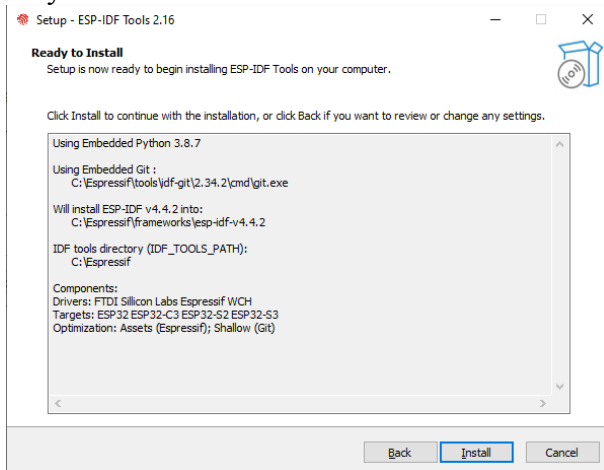 Setup - ESP-IDF Tools 2.16
Ready to Install
Setup is now ready to begin installing ESP-IDF Tools on your computer.
Click Install to continue with the installation, or click Back if you want to review or change any settings.
Using Embedded Python 3.8.7
Using Embedded Git :
C:\Espressif\tools\idf-git\2.34.2\cmd\git.exe
Will install ESP-IDF v4.4.2 into:
C:\Espressif\frameworks\esp-idf-v4.4.2
IDF tools directory (IDF_TOOLS_PATH):
C:\Espressif
Components:
Drivers: FTDI Sillicon Labs Espressif WCH
Targets: ESP32 ESP32-C3 ESP32-S2 ESP32-S3
Optimization: Assets (Espressif); Shallow (Git)
Back Install Cancel